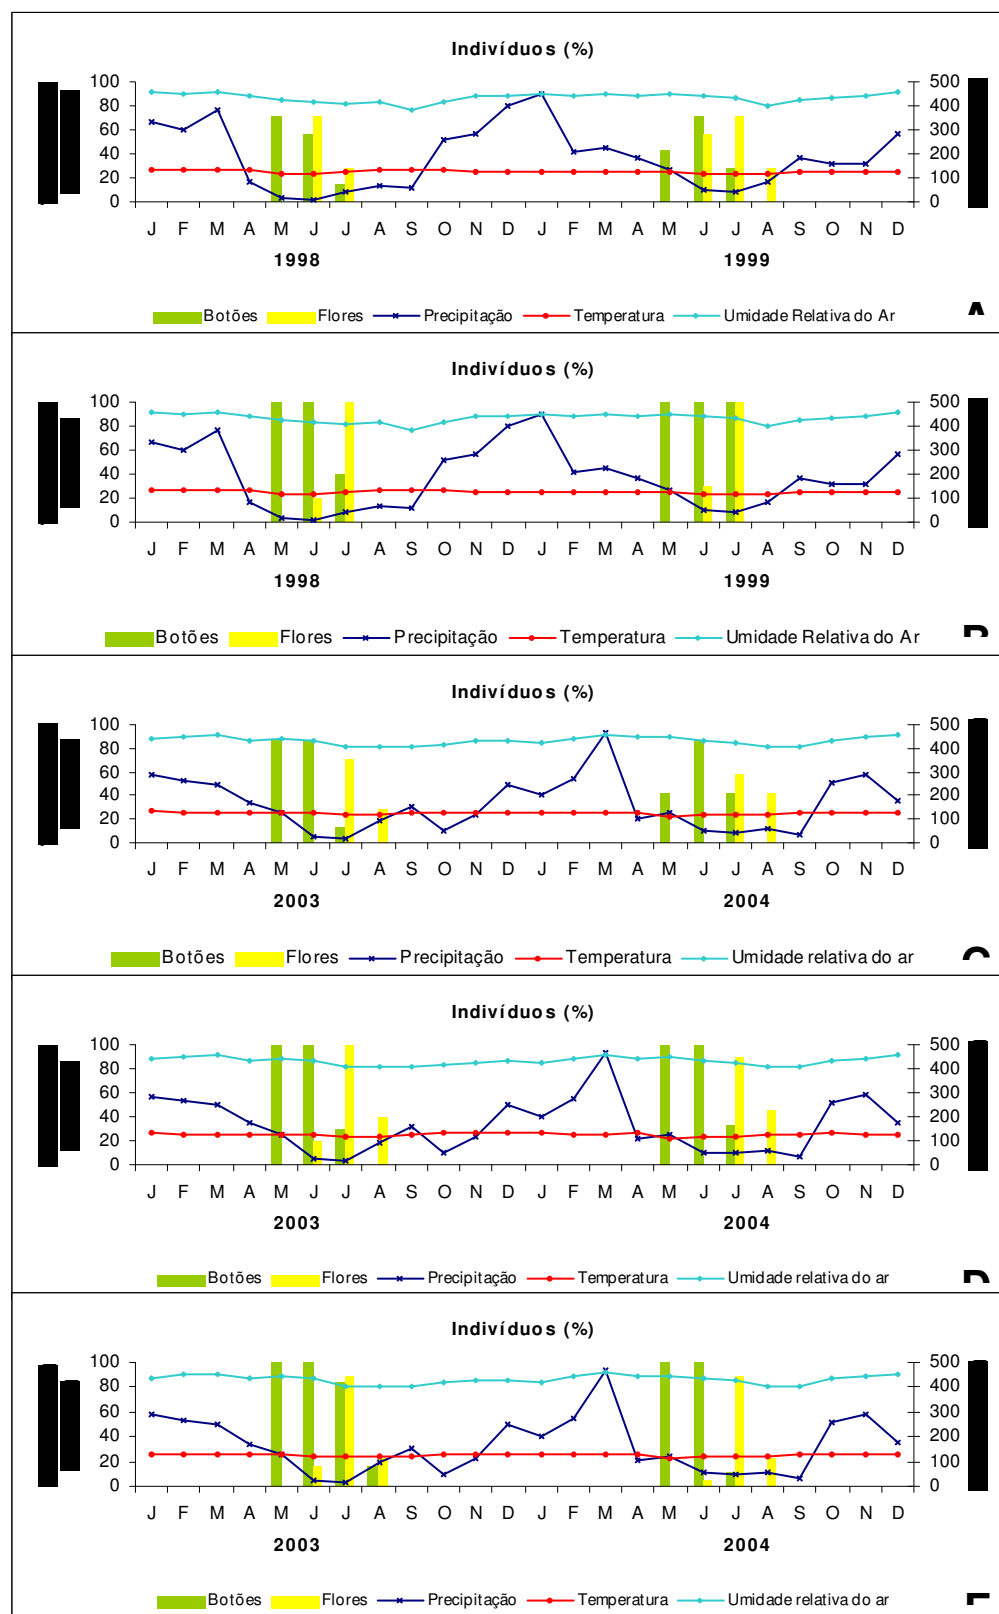 Indivíduos (%)
100 500
80 400
60 300
40 200
20 100
0 0
J F M A M J J A S O N D J F M A M J J A S O N D
1998 1999
Botões Flores Precipitação Temperatura Umidade Relativa do Ar
A
Indivíduos (%)
100 500
80 400
60 300
40 200
20 100
0 0
J F M A M J J A S O N D J F M A M J J A S O N D
1998 1999
Botões Flores Precipitação Temperatura Umidade Relativa do Ar
B
Indivíduos (%)
100 500
80 400
60 300
40 200
20 100
0 0
J F M A M J J A S O N D J F M A M J J A S O N D
2003 2004
Botões Flores Precipitação Temperatura Umidade relativa do ar
C
Indivíduos (%)
100 500
80 400
60 300
40 200
20 100
0 0
J F M A M J J A S O N D J F M A M J J A S O N D
2003 2004
Botões Flores Precipitação Temperatura Umidade relativa do ar
D
Indivíduos (%)
100 500
80 400
60 300
40 200
20 100
0 0
J F M A M J J A S O N D J F M A M J J A S O N D
2003 2004
Botões Flores Precipitação Temperatura Umidade relativa do ar
E